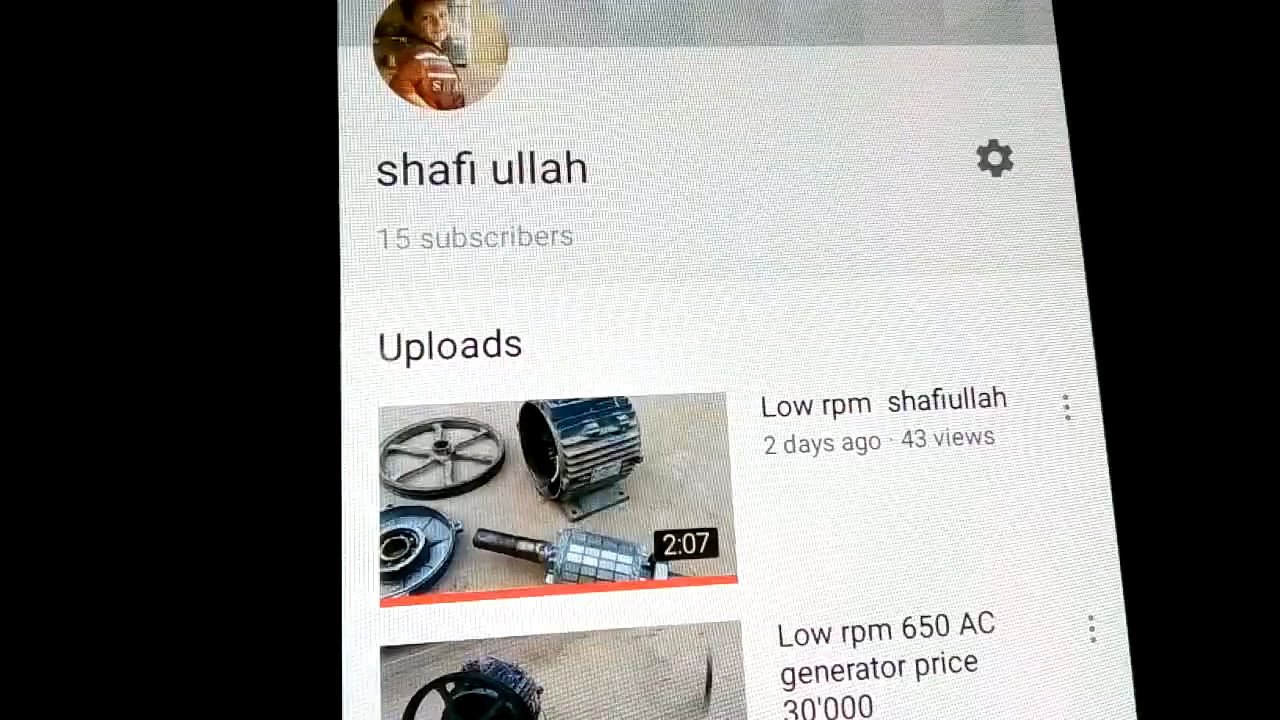 shafi ullah
15 subscribers
Uploads
Low rpm  shafiullah
2 days ago · 43 views
2:07
Low rpm 650 AC
generator price
30'000